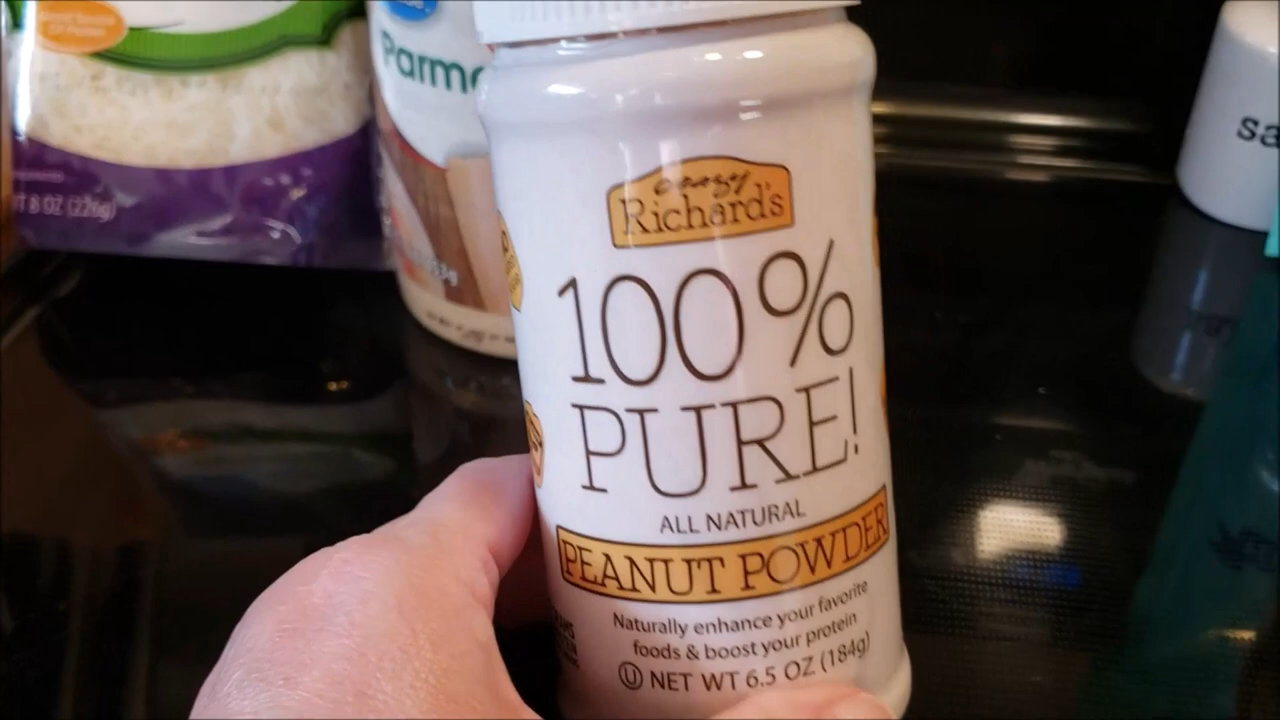 Parm
sa
T 8 OZ (226g)
crazy
Richard's
100%
PURE!
ALL NATURAL
PEANUT POWDER
Naturally enhance your favorite
foods & boost your protein
U NET WT 6.5 OZ (184g)